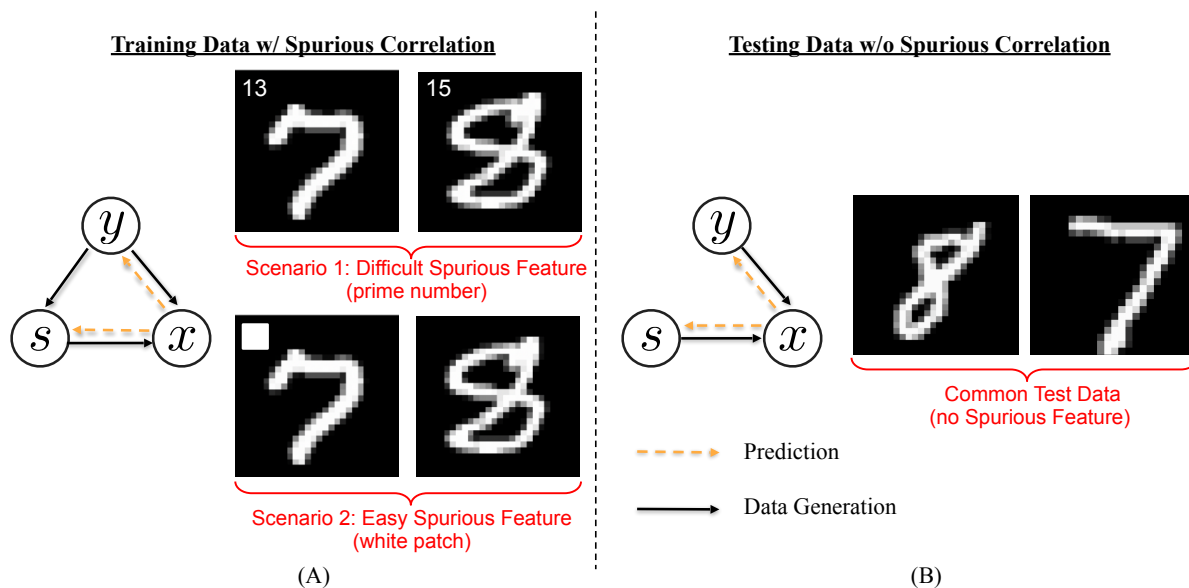 Training Data w/ Spurious Correlation
13
15
y
s
x
Scenario 1: Difficult Spurious Feature
(prime number)
Scenario 2: Easy Spurious Feature
(white patch)
(A)
Testing Data w/o Spurious Correlation
y
s
x
Common Test Data
(no Spurious Feature)
Prediction
Data Generation
(B)